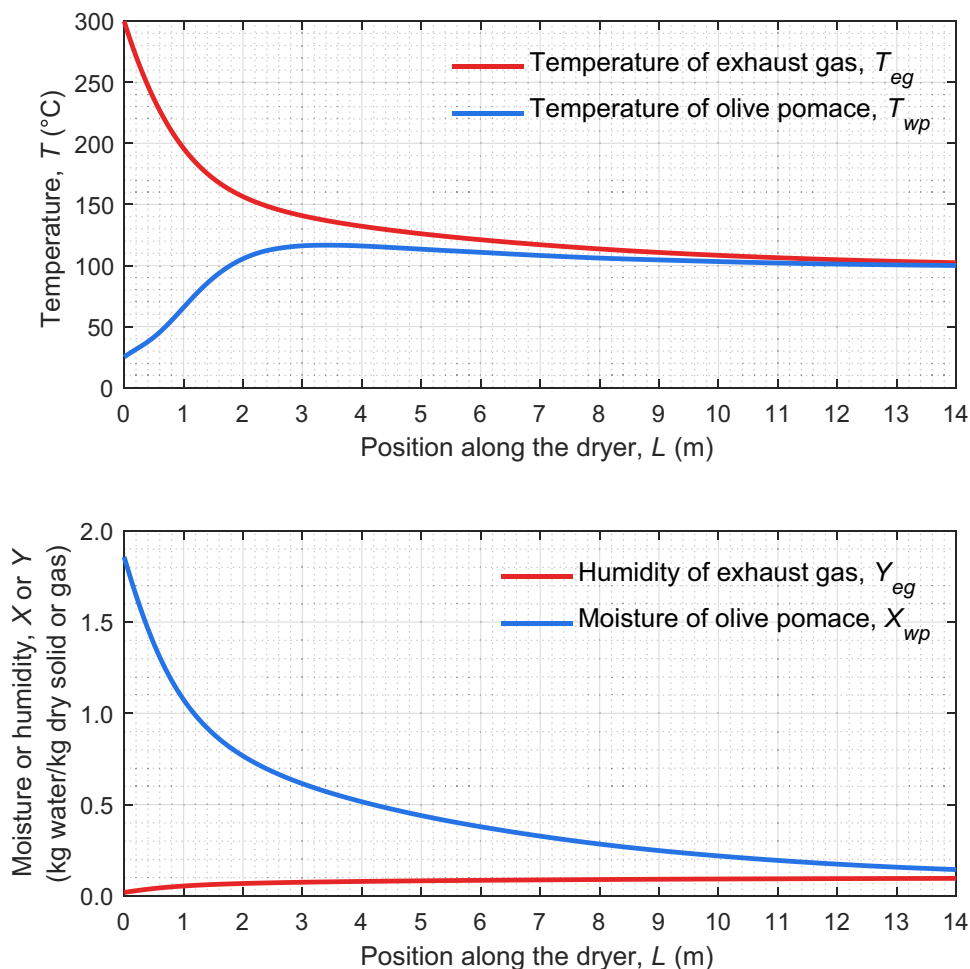 300
250
200
150
100
50
0
Temperature, T (°C)
Temperature of exhaust gas, T_eg
Temperature of olive pomace, T_wp
0 1 2 3 4 5 6 7 8 9 10 11 12 13 14
Position along the dryer, L (m)
2.0
1.5
1.0
0.5
0.0
Moisture or humidity, X or Y
(kg water/kg dry solid or gas)
Humidity of exhaust gas, Y_eg
Moisture of olive pomace, X_wp
0 1 2 3 4 5 6 7 8 9 10 11 12 13 14
Position along the dryer, L (m)